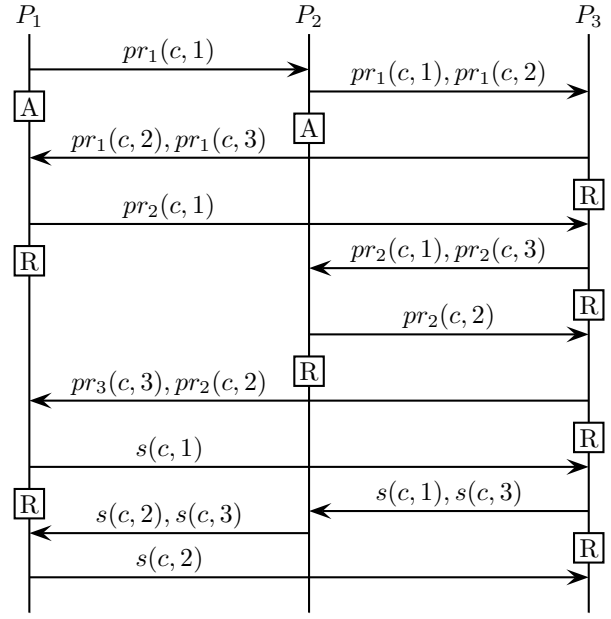 P₁ P₂ P₃
pr₁(c, 1)
pr₁(c, 1), pr₁(c, 2)
A
A
pr₁(c, 2), pr₁(c, 3)
R
pr₂(c, 1)
R
pr₂(c, 1), pr₂(c, 3)
R
pr₂(c, 2)
R
pr₃(c, 3), pr₂(c, 2)
R
s(c, 1)
R
s(c, 1), s(c, 3)
s(c, 2), s(c, 3)
R
s(c, 2)